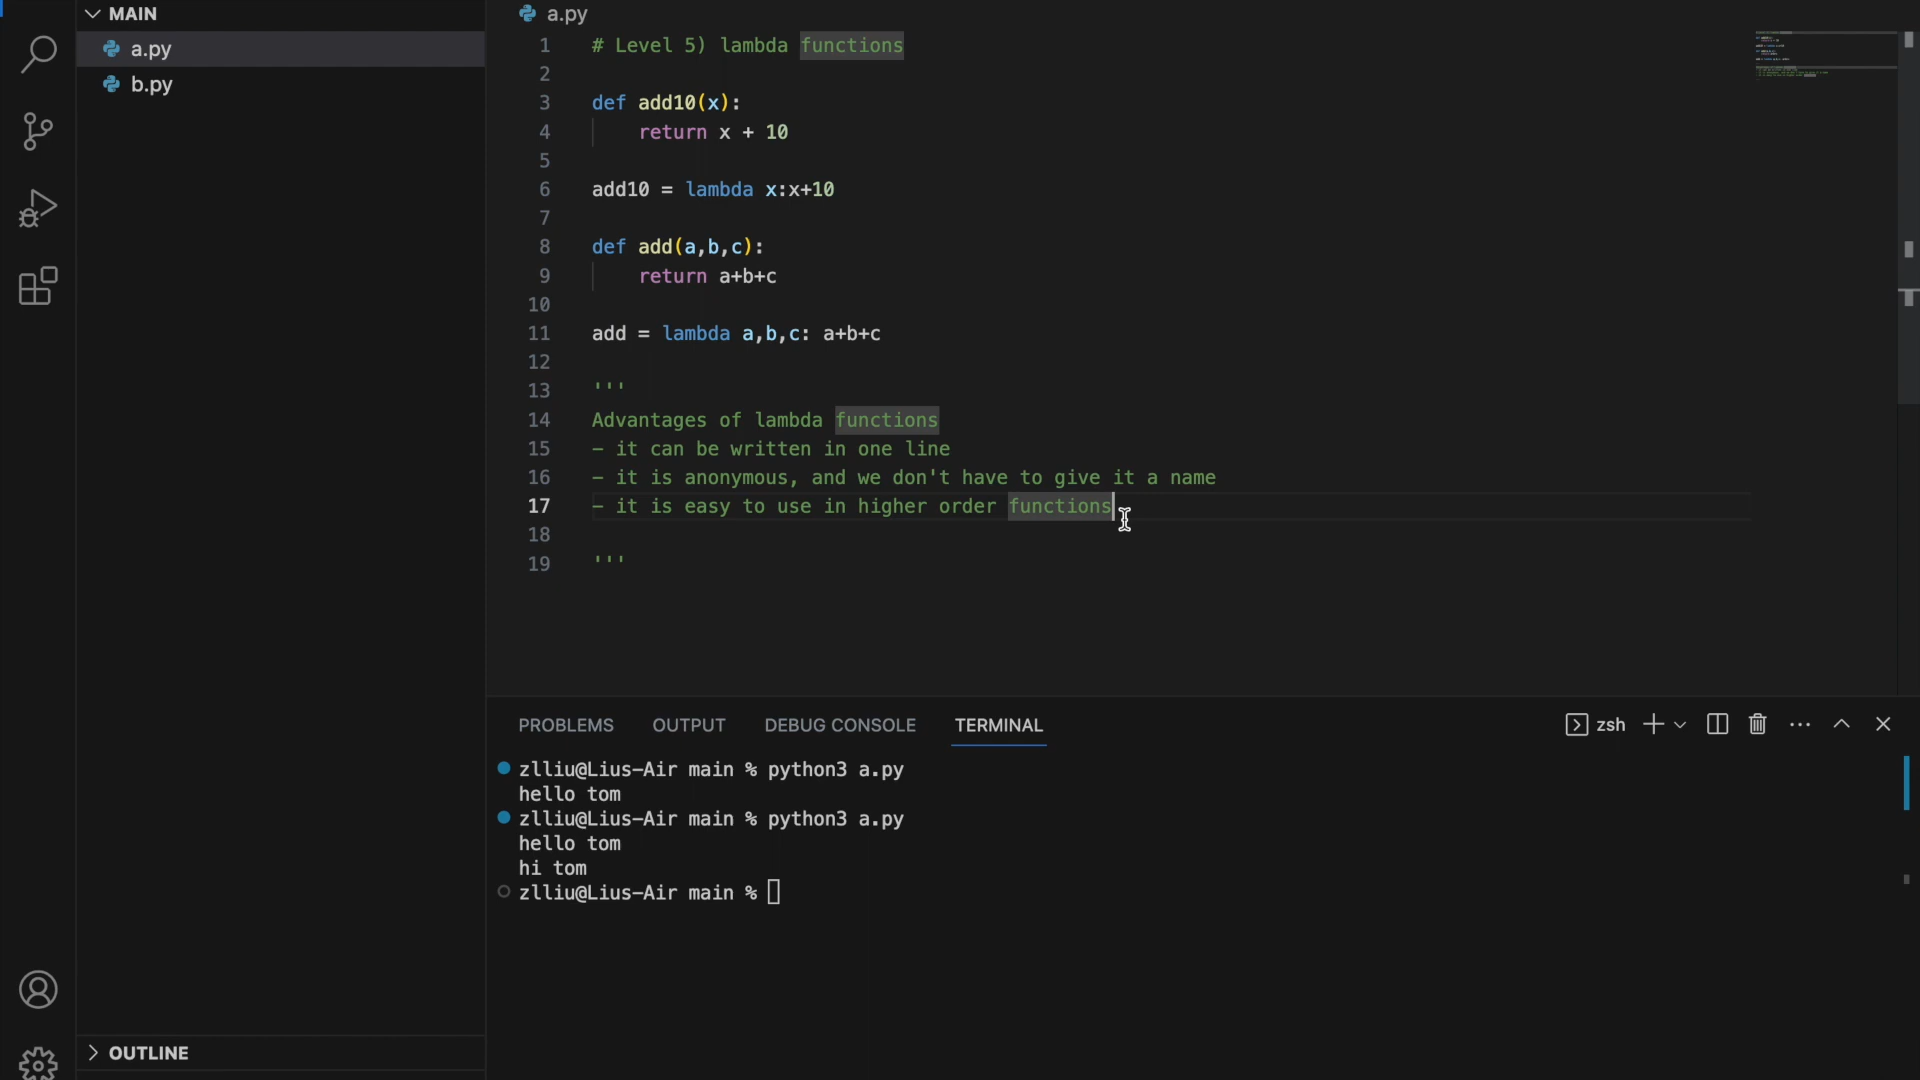 MAIN
a.py
b.py
OUTLINE
a.py
1 # Level 5) lambda functions
2
3 def add10(x):
4     return x + 10
5
6 add10 = lambda x:x+10
7
8 def add(a,b,c):
9     return a+b+c
10
11 add = lambda a,b,c: a+b+c
12
13 '''
14 Advantages of lambda functions
15 - it can be written in one line
16 - it is anonymous, and we don't have to give it a name
17 - it is easy to use in higher order functions
18
19 '''
PROBLEMS OUTPUT DEBUG CONSOLE TERMINAL zsh
zlliu@Lius-Air main % python3 a.py
hello tom
zlliu@Lius-Air main % python3 a.py
hello tom
hi tom
zlliu@Lius-Air main %